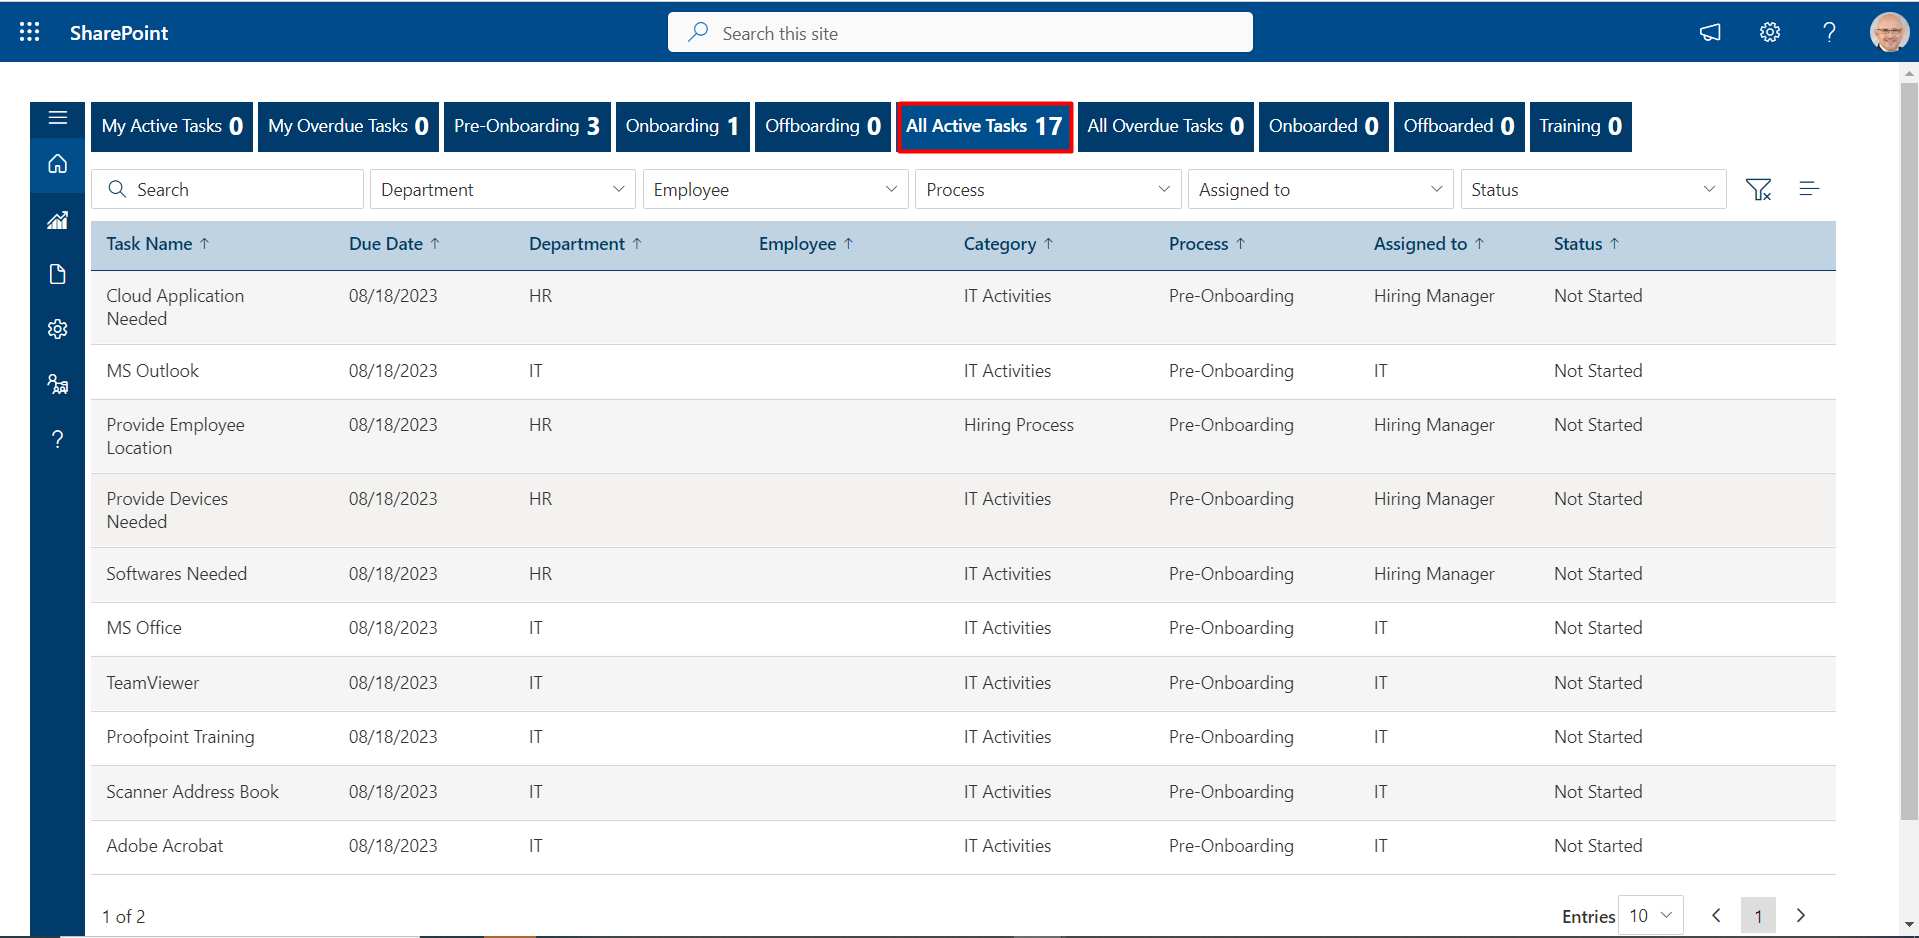 SharePoint
Search this site
My Active Tasks 0
My Overdue Tasks 0
Pre-Onboarding 3
Onboarding 1
Offboarding 0
All Active Tasks 17
All Overdue Tasks 0
Onboarded 0
Offboarded 0
Training 0
Search
Department
Employee
Process
Assigned to
Status
Task Name ↑ Due Date ↑ Department ↑ Employee ↑ Category ↑ Process ↑ Assigned to ↑ Status ↑
Cloud Application 08/18/2023 HR IT Activities Pre-Onboarding Hiring Manager Not Started
Needed
MS Outlook 08/18/2023 IT IT Activities Pre-Onboarding IT Not Started
Provide Employee 08/18/2023 HR Hiring Process Pre-Onboarding Hiring Manager Not Started
Location
Provide Devices 08/18/2023 HR IT Activities Pre-Onboarding Hiring Manager Not Started
Needed
Softwares Needed 08/18/2023 HR IT Activities Pre-Onboarding Hiring Manager Not Started
MS Office 08/18/2023 IT IT Activities Pre-Onboarding IT Not Started
TeamViewer 08/18/2023 IT IT Activities Pre-Onboarding IT Not Started
Proofpoint Training 08/18/2023 IT IT Activities Pre-Onboarding IT Not Started
Scanner Address Book 08/18/2023 IT IT Activities Pre-Onboarding IT Not Started
Adobe Acrobat 08/18/2023 IT IT Activities Pre-Onboarding IT Not Started
1 of 2
Entries 10
1